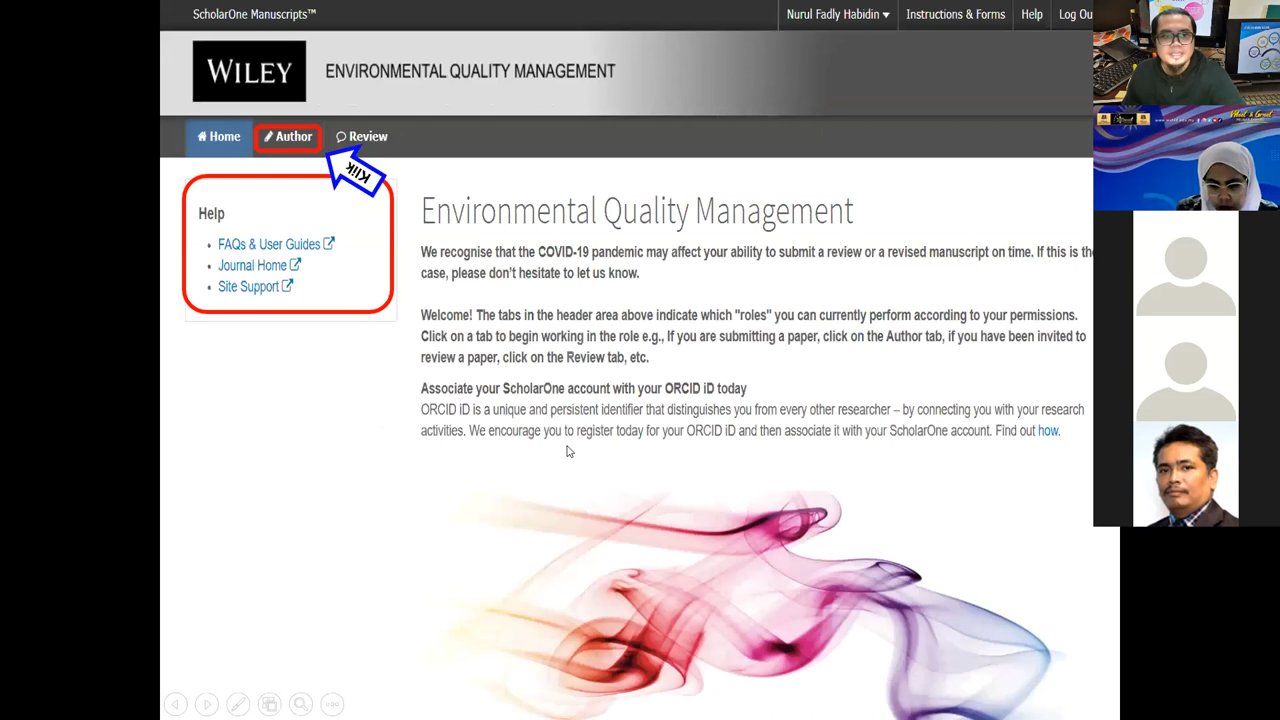 ScholarOne Manuscripts™
Nurul Fadly Habidin
Instructions & Forms
Help
Log Ou
WILEY
ENVIRONMENTAL QUALITY MANAGEMENT
Home
Author
Review
Klik
Help
FAQs & User Guides
Journal Home
Site Support
Environmental Quality Management
We recognise that the COVID-19 pandemic may affect your ability to submit a review or a revised manuscript on time. If this is the
case, please don't hesitate to let us know.
Welcome! The tabs in the header area above indicate which "roles" you can currently perform according to your permissions.
Click on a tab to begin working in the role e.g., If you are submitting a paper, click on the Author tab, if you have been invited to
review a paper, click on the Review tab, etc.
Associate your ScholarOne account with your ORCID iD today
ORCID iD is a unique and persistent identifier that distinguishes you from every other researcher – by connecting you with your research
activities. We encourage you to register today for your ORCID iD and then associate it with your ScholarOne account. Find out how.